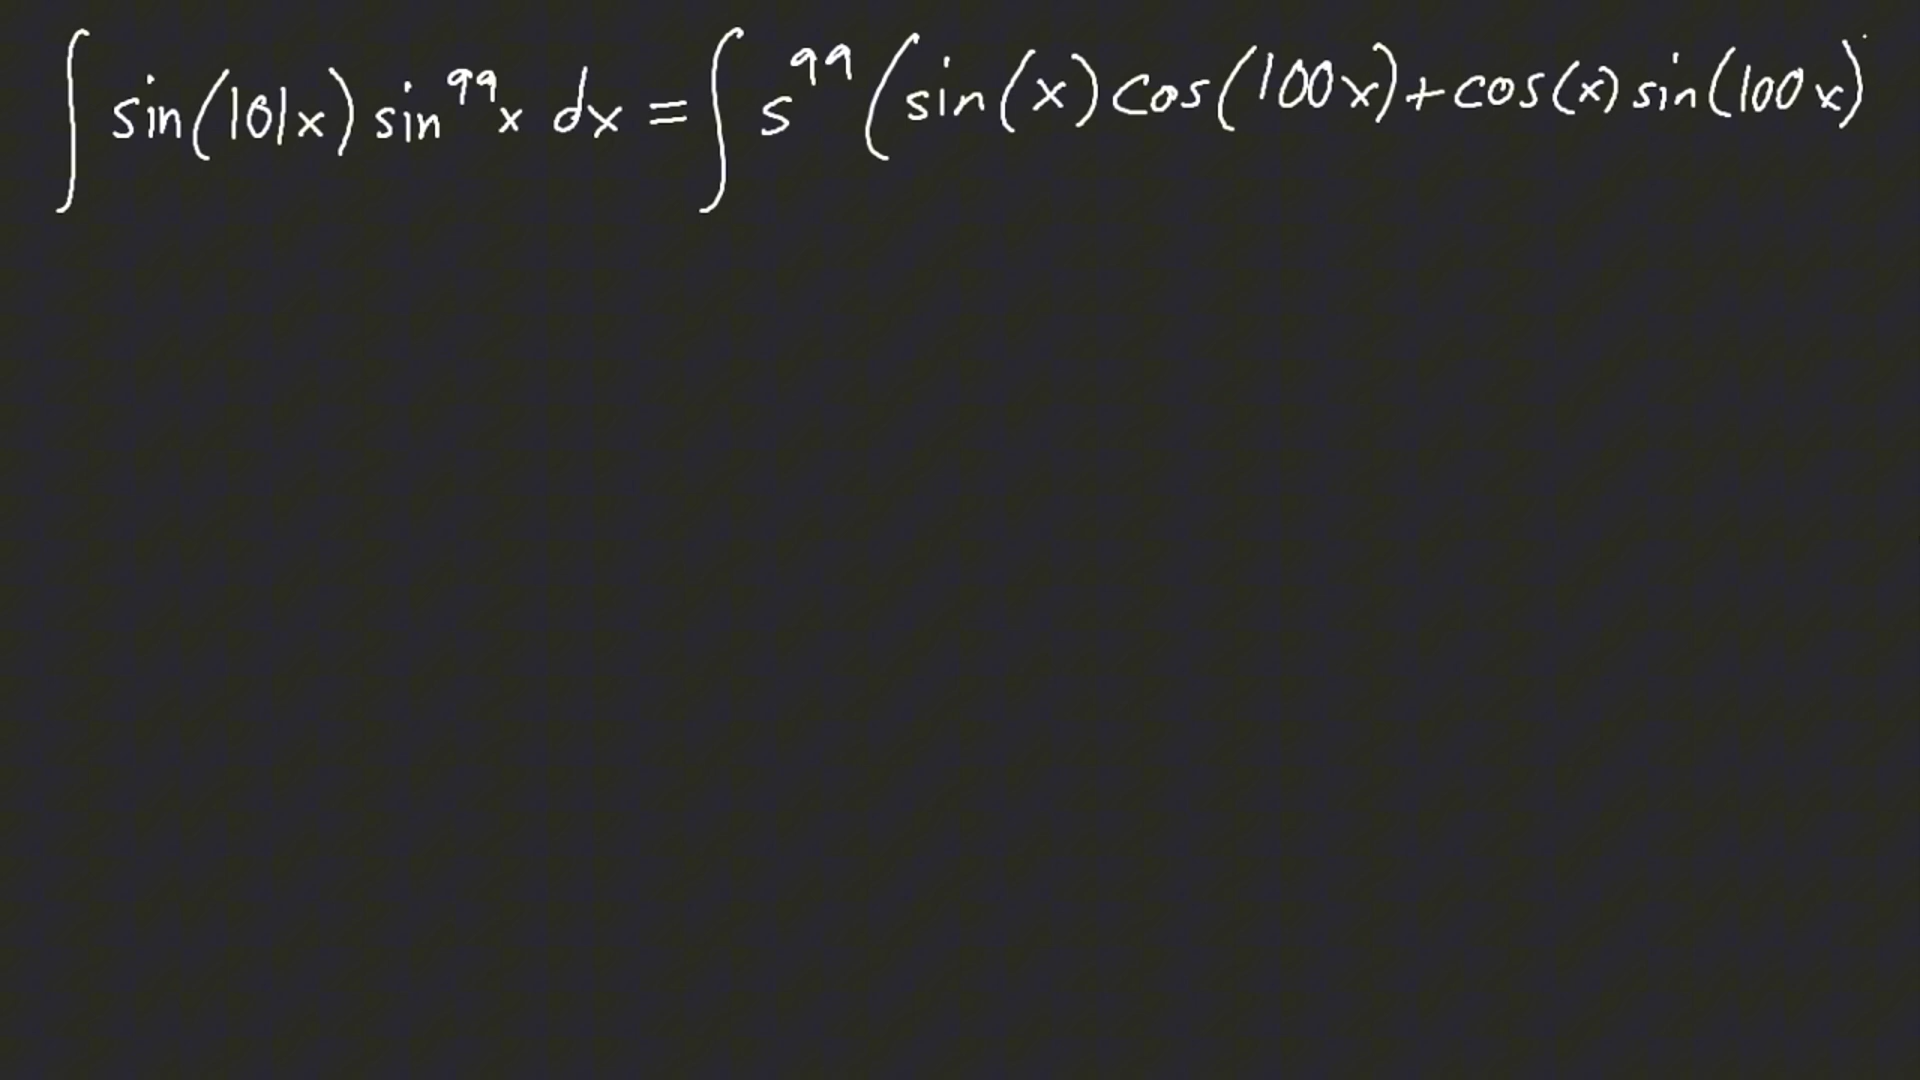 ∫ sin(101x) sin⁹⁹x dx = ∫ s⁹⁹ (sin(x) cos(100x) + cos(x) sin(100x)